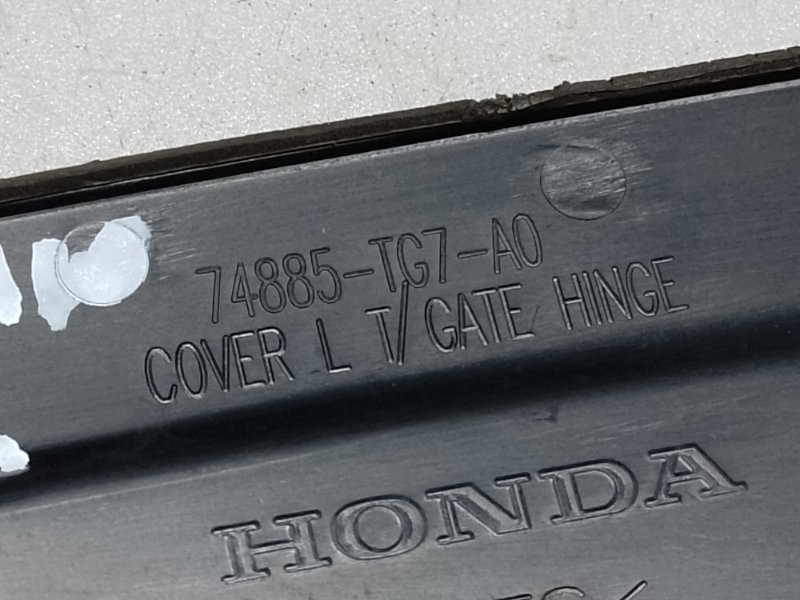 74885-TG7-A0
COVER L T/GATE HINGE
HONDA